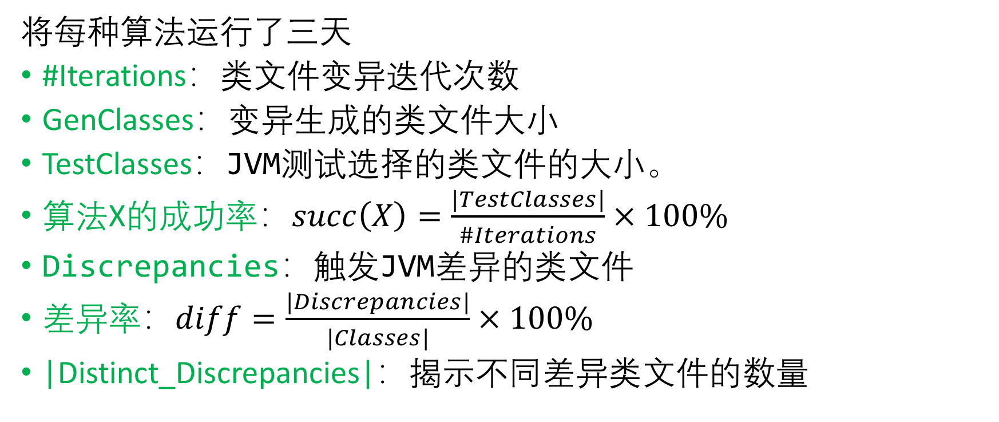 将每种算法运行了三天
• #Iterations：类文件变异迭代次数
• GenClasses：变异生成的类文件大小
• TestClasses：JVM测试选择的类文件的大小。
• 算法X的成功率：succ(X) = |TestClasses| / #Iterations × 100%
• Discrepancies：触发JVM差异的类文件
• 差异率：diff = |Discrepancies| / |Classes| × 100%
• |Distinct_Discrepancies|：揭示不同差异类文件的数量